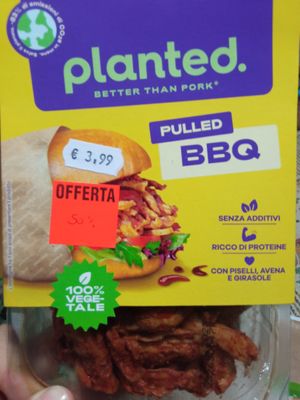 planted.
BETTER THAN PORK*
PULLED
BBQ
€ 3,99
OFFERTA
50%
SENZA ADDITIVI
RICCO DI PROTEINE
CON PISELLI, AVENA
E GIRASOLE
100%
VEGE-
TALE